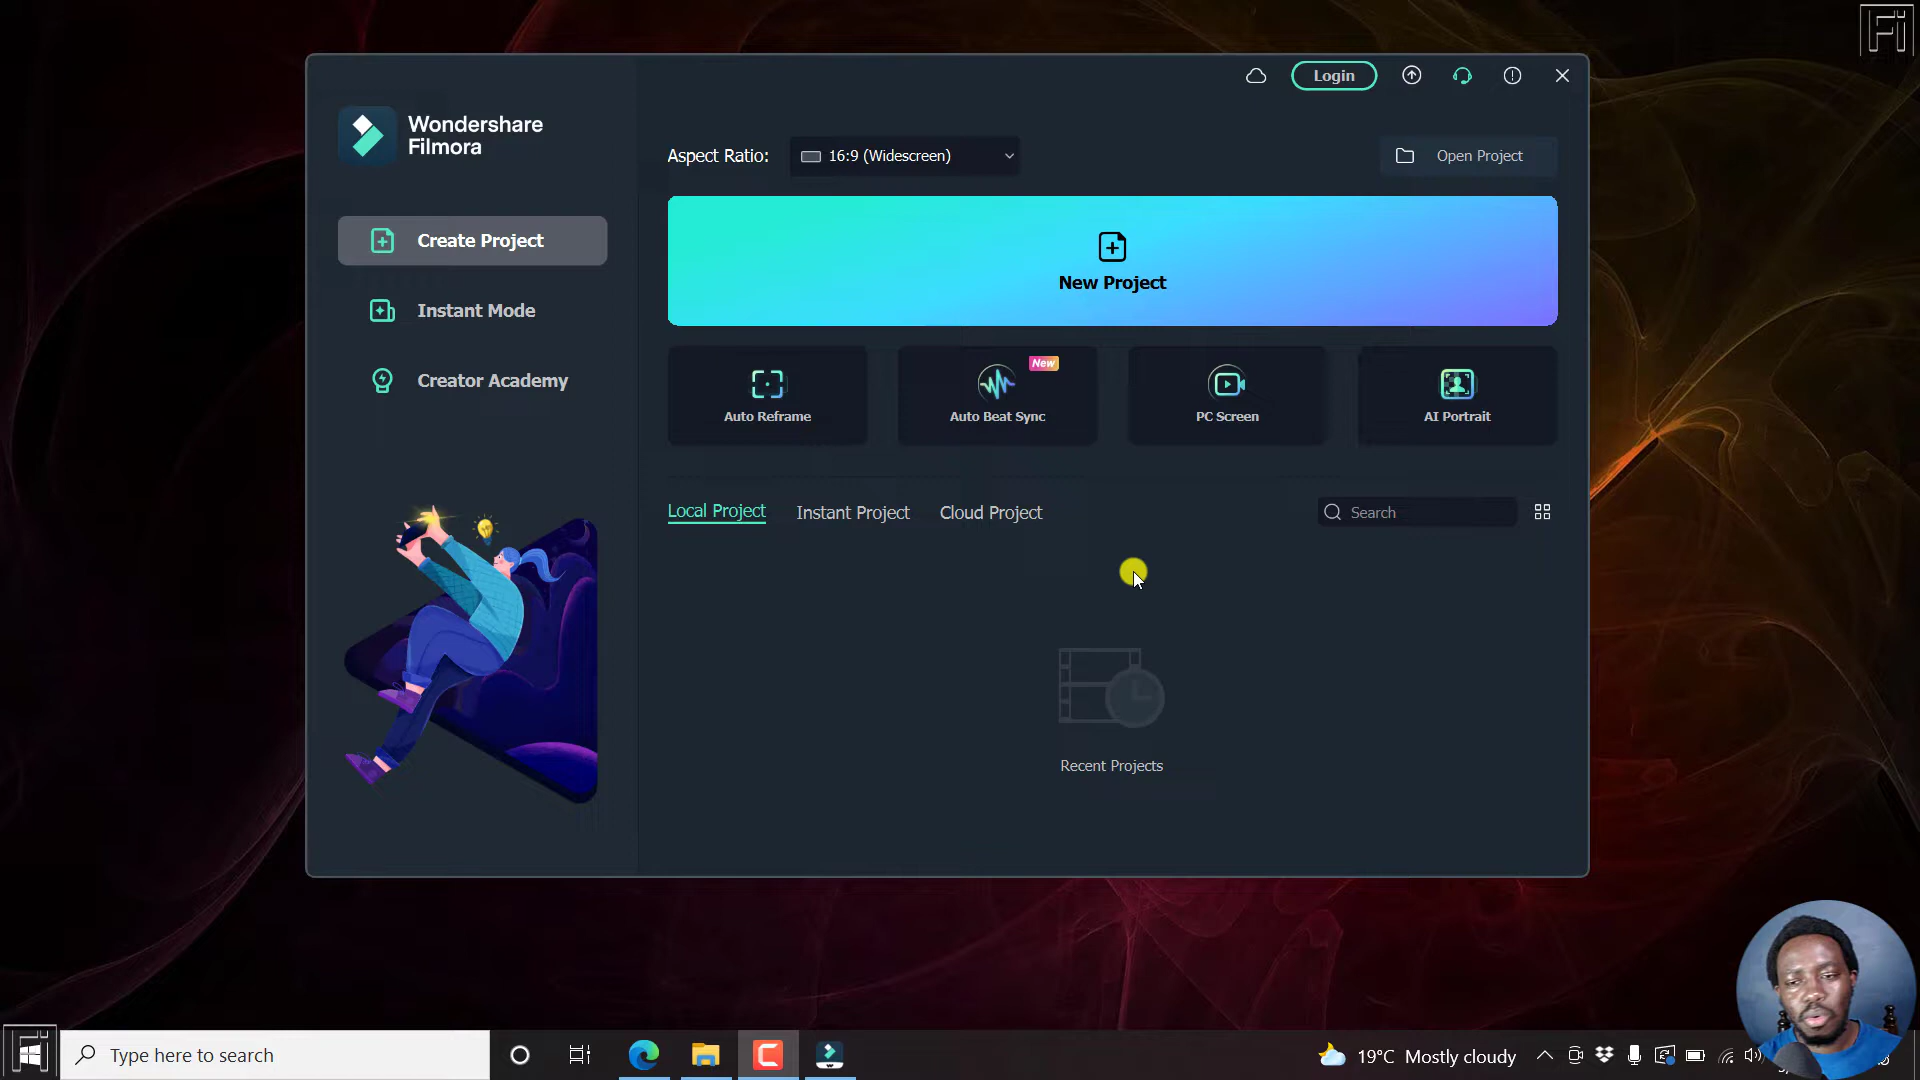 Fi
Login
Wondershare
Filmora
Aspect Ratio:
16:9 (Widescreen)
Open Project
Create Project
New Project
Instant Mode
New
Auto Reframe
Auto Beat Sync
PC Screen
AI Portrait
Creator Academy
Local Project
Instant Project
Cloud Project
Search
Recent Projects
Fi
Type here to search
19°C Mostly cloudy